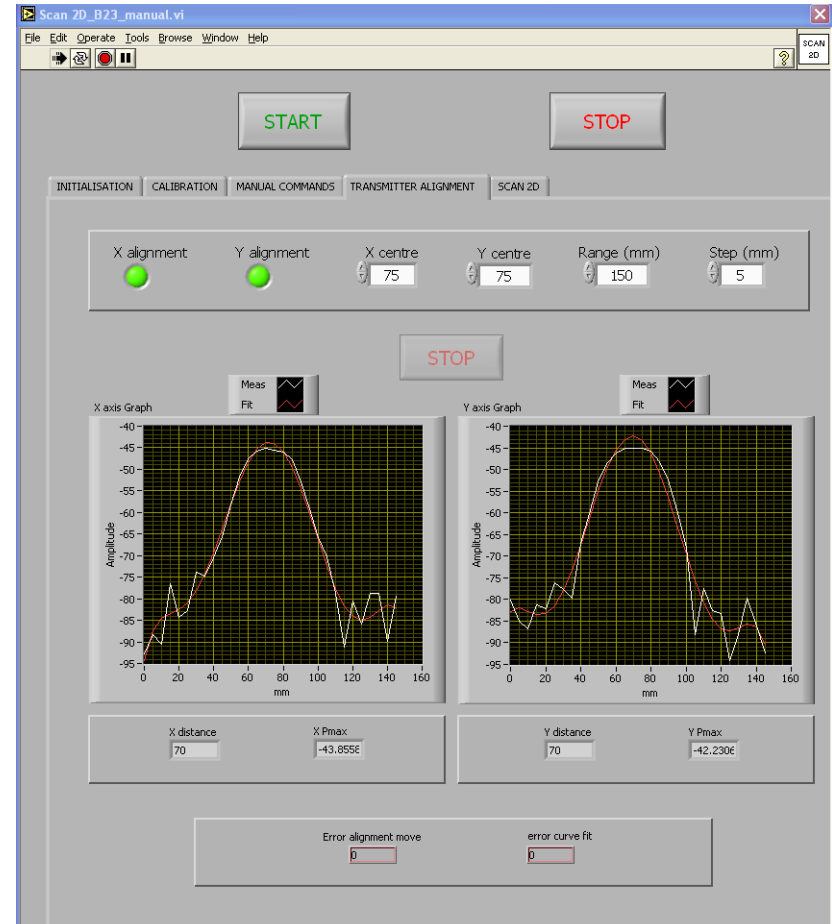 Scan 2D_B23_manual.vi
File Edit Operate Tools Browse Window Help
SCAN
2D
?
START STOP
INITIALISATION CALIBRATION MANUAL COMMANDS TRANSMITTER ALIGNMENT SCAN 2D
X alignment Y alignment X centre Y centre Range (mm) Step (mm)
75 75 150 5
STOP
Meas
Fit
X axis Graph
-40
-45
-50
-55
-60
-65
-70
-75
-80
-85
-90
-95
Amplitude
0 20 40 60 80 100 120 140 160
mm
Meas
Fit
Y axis Graph
-40
-45
-50
-55
-60
-65
-70
-75
-80
-85
-90
-95
Amplitude
0 20 40 60 80 100 120 140 160
mm
X distance X Pmax
70 -43.8558
Y distance Y Pmax
70 -42.2306
Error alignment move error curve fit
0 0